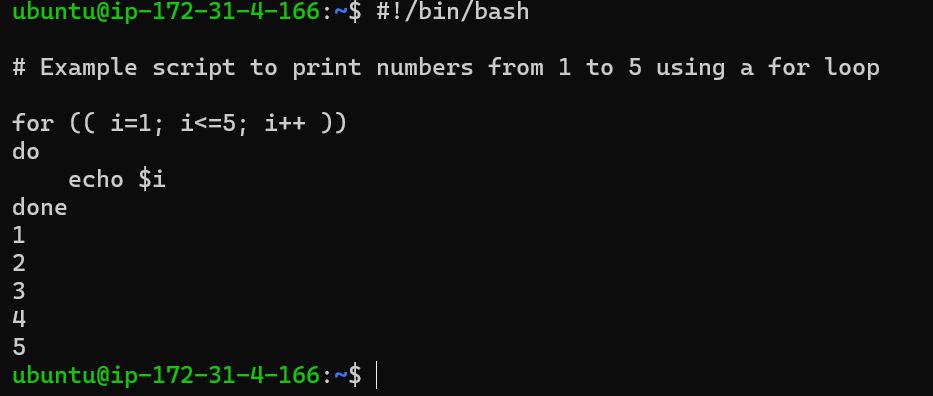 ubuntu@ip-172-31-4-166:~$ #!/bin/bash
# Example script to print numbers from 1 to 5 using a for loop
for (( i=1; i<=5; i++ ))
do
    echo $i
done
1
2
3
4
5
ubuntu@ip-172-31-4-166:~$